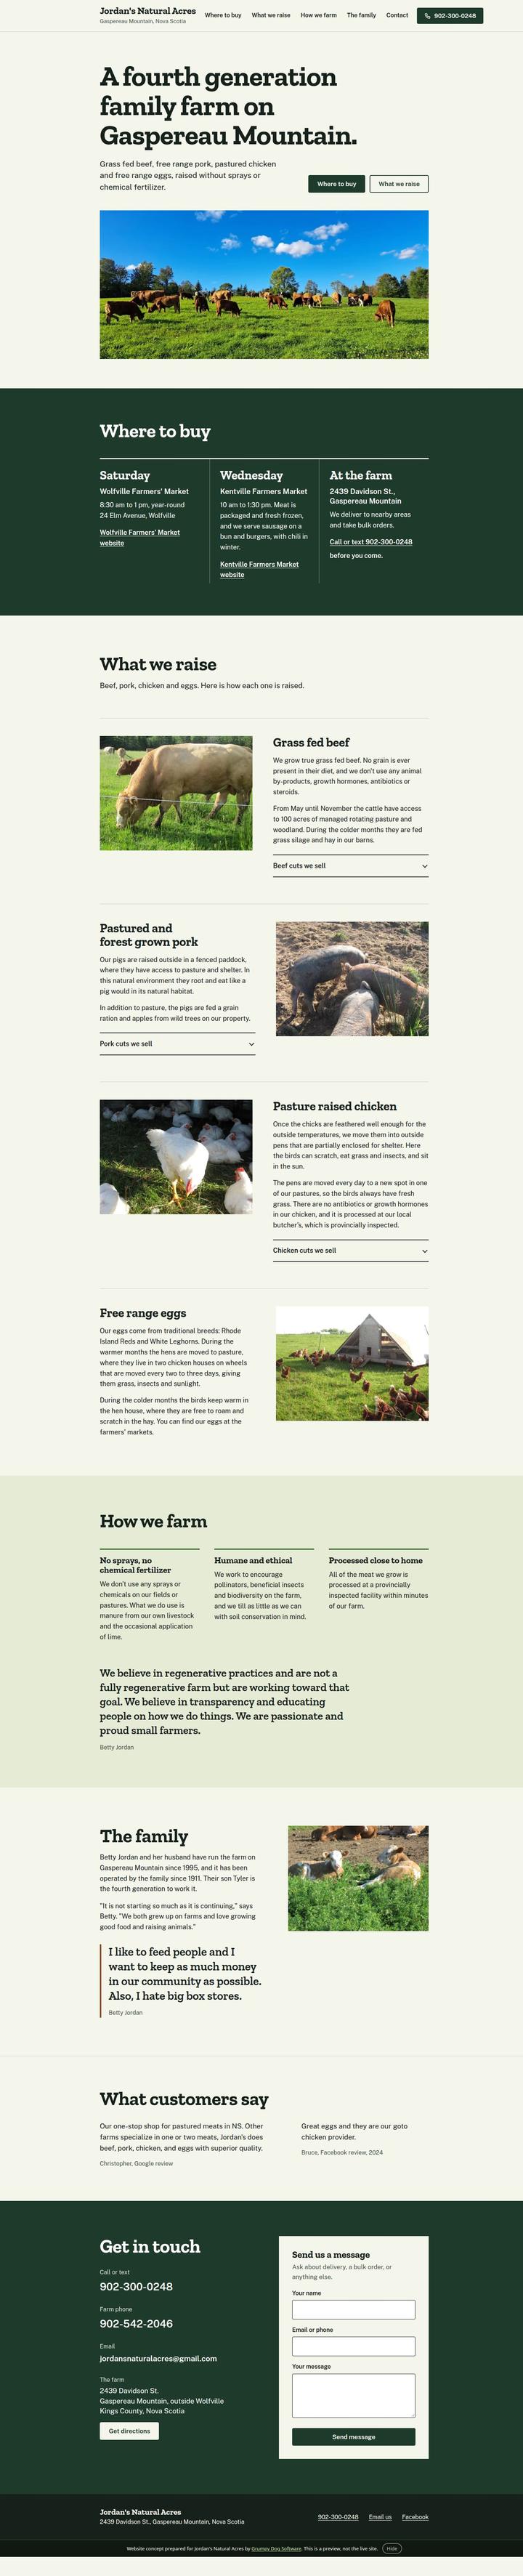 Jordan's Natural Acres
Gaspereau Mountain, Nova Scotia
Where to buy
What we raise
How we farm
The family
Contact
902-300-0248
A fourth generation
family farm on
Gaspereau Mountain.
Grass fed beef, free range pork, pastured chicken
and free range eggs, raised without sprays or
chemical fertilizer.
Where to buy
What we raise
Where to buy
Saturday
Wolfville Farmers' Market
8:30 am to 1 pm, year-round
24 Elm Avenue, Wolfville
Wolfville Farmers' Market
website
Wednesday
Kentville Farmers Market
10 am to 1:30 pm. Meat is
packaged and fresh frozen,
and we serve sausage on a
bun and burgers, with chili in
winter.
Kentville Farmers Market
website
At the farm
2439 Davidson St.,
Gaspereau Mountain
We deliver to nearby areas
and take bulk orders.
Call or text 902-300-0248
before you come.
What we raise
Beef, pork, chicken and eggs. Here is how each one is raised.
Grass fed beef
We grow true grass fed beef. No grain is ever
present in their diet, and we don't use any animal
by-products, growth hormones, antibiotics or
steroids.
From May until November the cattle have access
to 100 acres of managed rotating pasture and
woodland. During the colder months they are fed
grass silage and hay in our barns.
Beef cuts we sell
Pastured and
forest grown pork
Our pigs are raised outside in a fenced paddock,
where they have access to pasture and shelter. In
this natural environment they root and eat like a
pig would in its natural habitat.
In addition to pasture, the pigs are fed a grain
ration and apples from wild trees on our property.
Pork cuts we sell
Pasture raised chicken
Once the chicks are feathered well enough for the
outside temperatures, we move them into outside
pens that are partially enclosed for shelter. Here
the birds can scratch, eat grass and insects, and sit
in the sun.
The pens are moved every day to a new spot in one
of our pastures, so the birds always have fresh
grass. There are no antibiotics or growth hormones
in our chicken, and it is processed at our local
butcher's, which is provincially inspected.
Chicken cuts we sell
Free range eggs
Our eggs come from traditional breeds: Rhode
Island Reds and White Leghorns. During the
warmer months the hens are moved to pasture,
where they live in two chicken houses on wheels
that are moved every two to three days, giving
them grass, insects and sunlight.
During the colder months the birds keep warm in
the hen house, where they are free to roam and
scratch in the hay. You can find our eggs at the
farmers' markets.
How we farm
No sprays, no
chemical fertilizer
We don't use any sprays or
chemicals on our fields or
pastures. What we do use is
manure from our own livestock
and the occasional application
of lime.
Humane and ethical
We work to encourage
pollinators, beneficial insects
and biodiversity on the farm,
and we till as little as we can
with soil conservation in mind.
Processed close to home
All of the meat we grow is
processed at a provincially
inspected facility within minutes
of our farm.
We believe in regenerative practices and are not a
fully regenerative farm but are working toward that
goal. We believe in transparency and educating
people on how we do things. We are passionate and
proud small farmers.
Betty Jordan
The family
Betty Jordan and her husband have run the farm on
Gaspereau Mountain since 1995, and it has been
operated by the family since 1911. Their son Tyler is
the fourth generation to work it.
"It is not starting so much as it is continuing," says
Betty. "We both grew up on farms and love growing
good food and raising animals."
I like to feed people and I
want to keep as much money
in our community as possible.
Also, I hate big box stores.
Betty Jordan
What customers say
Our one-stop shop for pastured meats in NS. Other
farms specialize in one or two meats, Jordan's does
beef, pork, chicken, and eggs with superior quality.
Christopher, Google review
Great eggs and they are our goto
chicken provider.
Bruce, Facebook review, 2024
Get in touch
Call or text
902-300-0248
Farm phone
902-542-2046
Email
jordansnaturalacres@gmail.com
The farm
2439 Davidson St.
Gaspereau Mountain, outside Wolfville
Kings County, Nova Scotia
Get directions
Send us a message
Ask about delivery, a bulk order, or
anything else.
Your name
Email or phone
Your message
Send message
Jordan's Natural Acres
2439 Davidson St., Gaspereau Mountain, Nova Scotia
902-300-0248
Email us
Facebook
Website concept prepared for Jordan's Natural Acres by Grumpy Dog Software. This is a preview, not the live site.
Hide